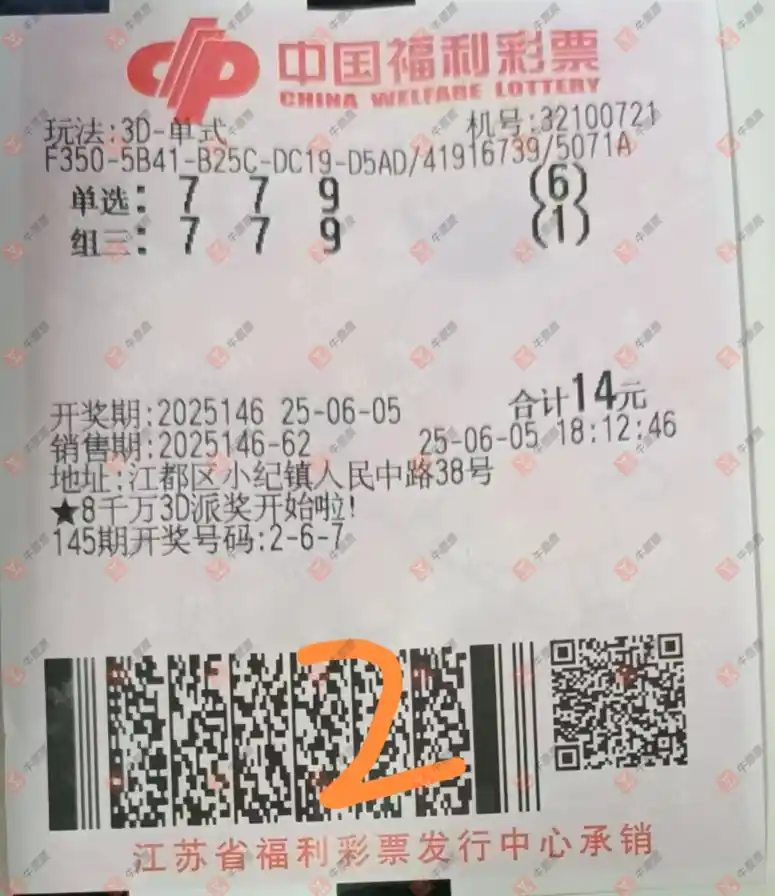 中国福利彩票
CHINA WELFARE LOTTERY
玩法:3D-单式 机号:32100721
F350-5B41-B25C-DC19-D5AD/41916739/5071A
单选: 7 7 9 (6)
组三: 7 7 9 (1)
合计14元
开奖期:2025146 25-06-05
销售期:2025146-62 25-06-05 18:12:46
地址:江都区小纪镇人民中路38号
★8千万3D派奖开始啦!
145期开奖号码:2-6-7
2
江苏省福利彩票发行中心承销